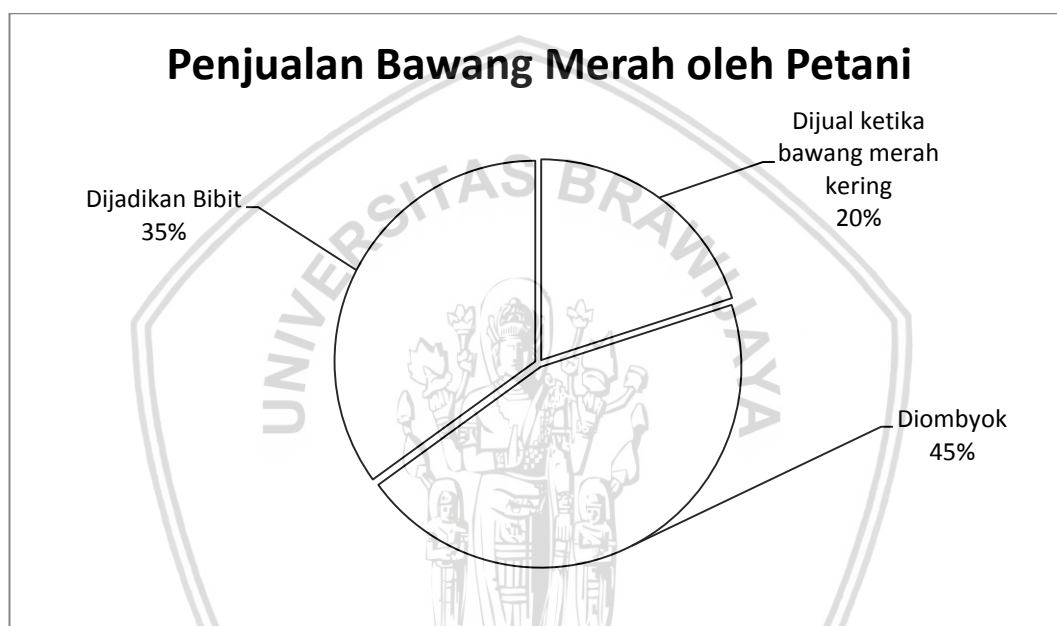 Penjualan Bawang Merah oleh Petani
Dijual ketika
bawang merah
kering
20%
Dijadikan Bibit
35%
Diombyok
45%
UNIVERSITAS BRAWIJAYA